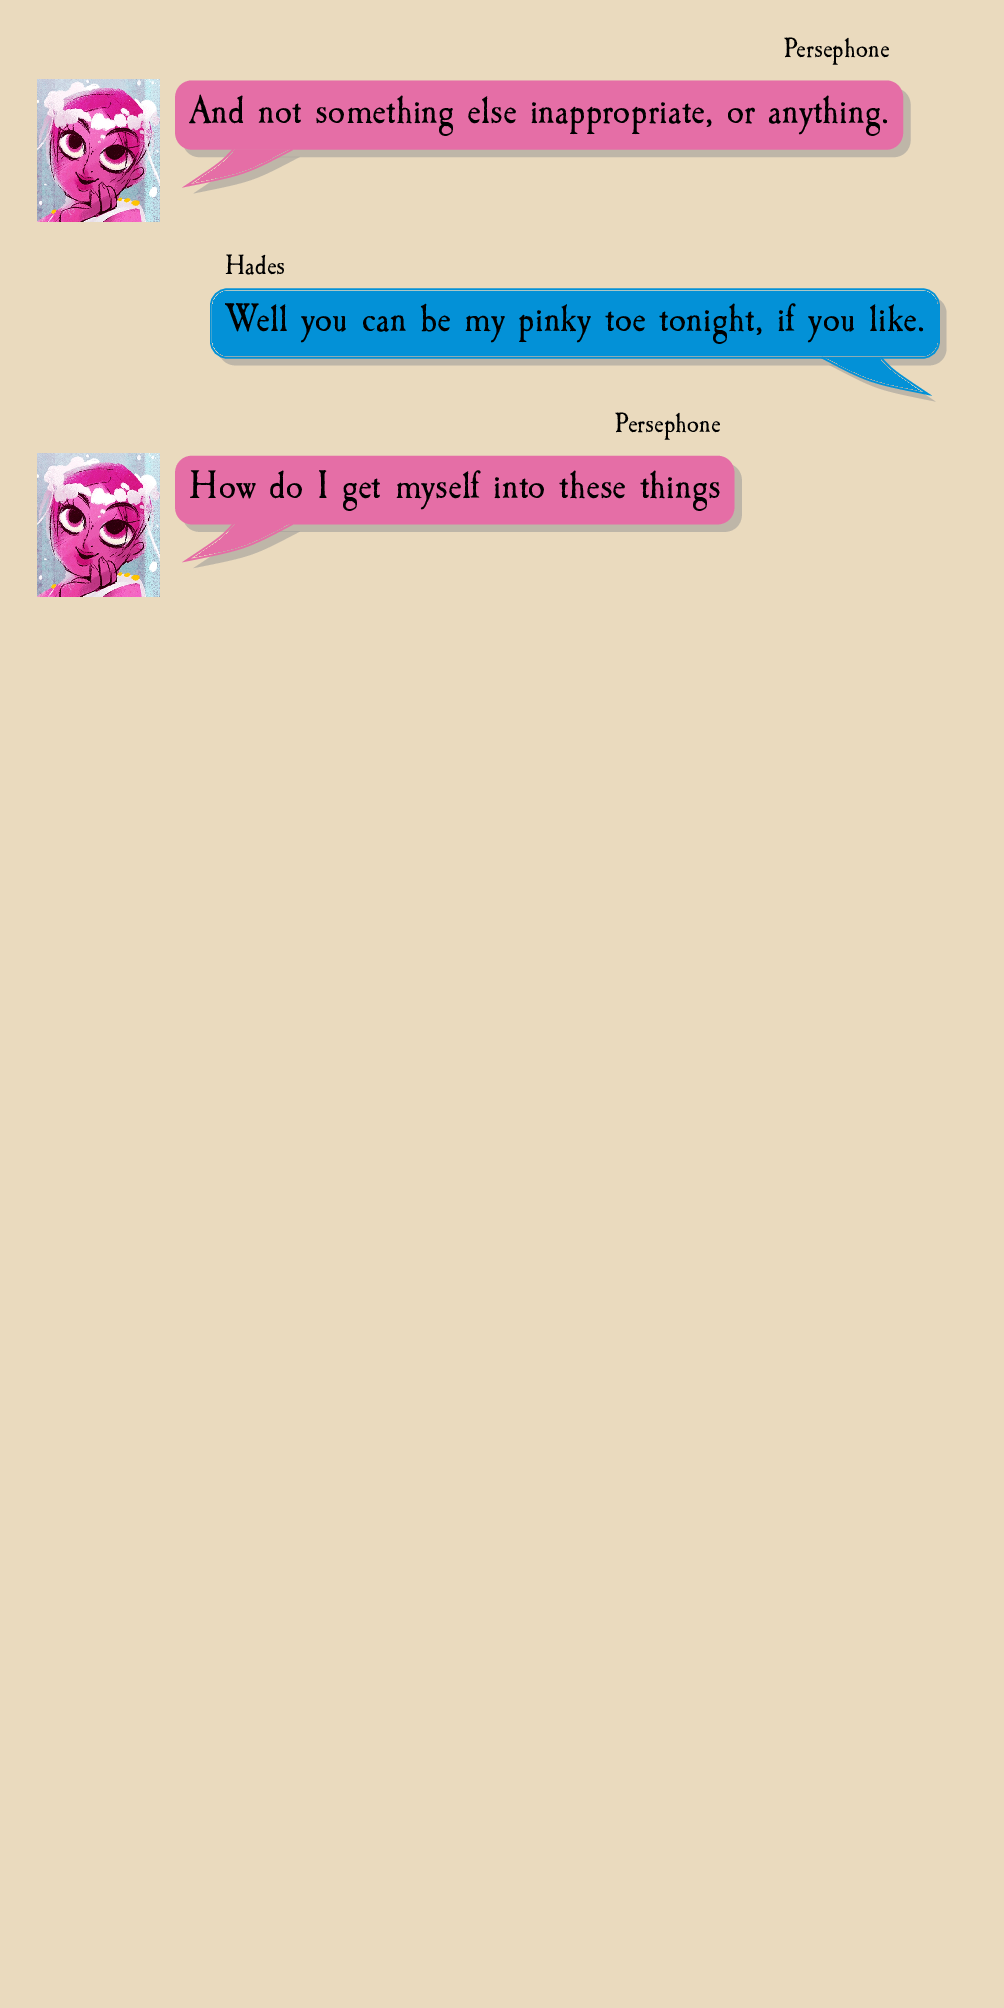 Persephone
And not something else inappropriate, or anything.
Hades
Well you can be my pinky toe tonight, if you like.
Persephone
How do I get myself into these things